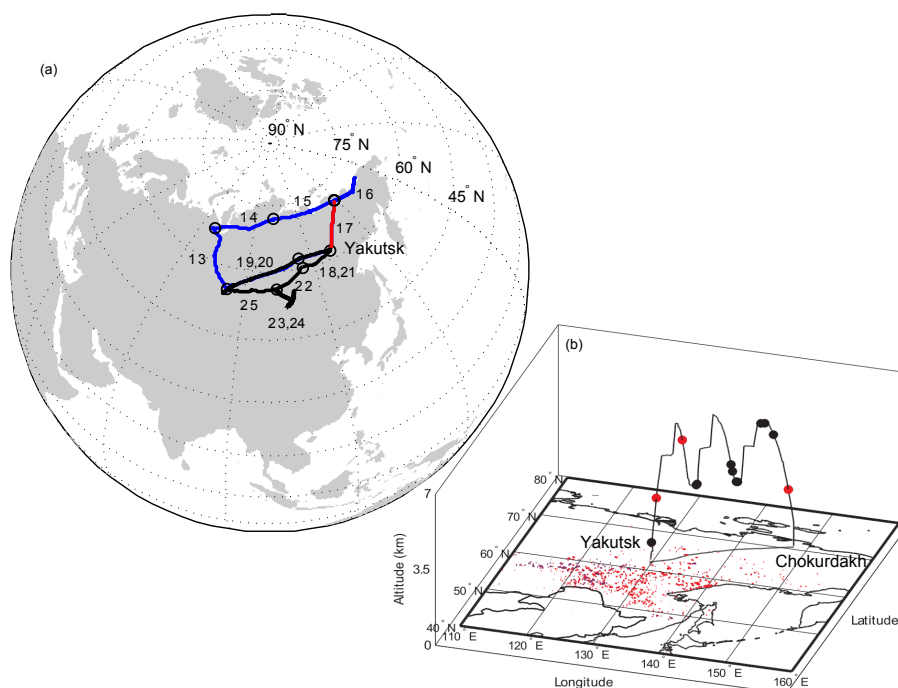 (a)
90° N
75° N
60° N
45° N
15
16
14
17
Yakutsk
13
19,20
18,21
22
25
23,24
(b)
7
80° N
70° N
Yakutsk
60° N
3.5
Chokurdakh
Altitude (km)
50° N
Latitude
40° N
0
110° E
120° E
130° E
140° E
150° E
160° E
Longitude